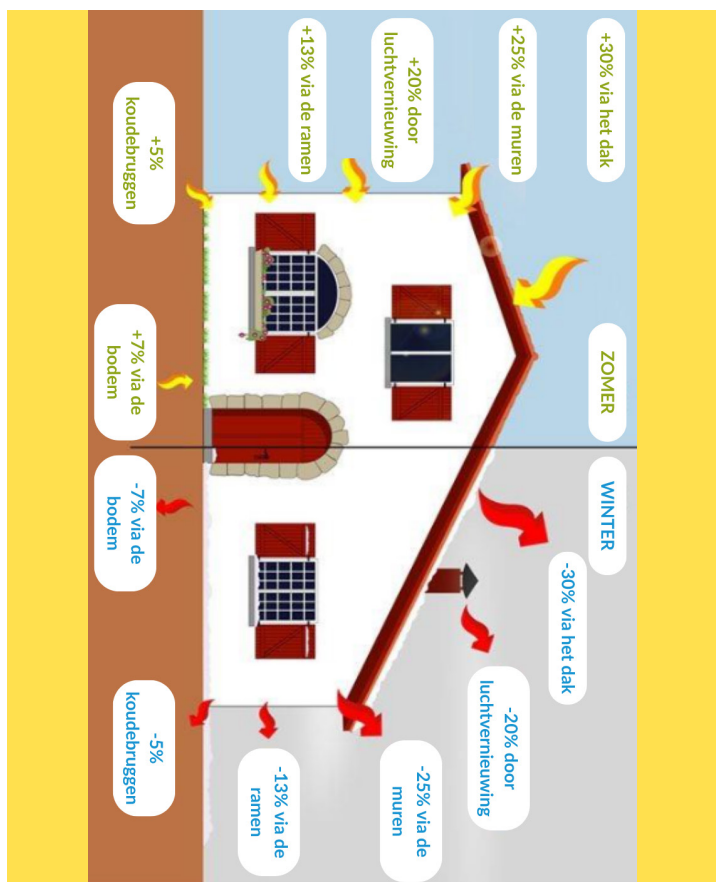 ZOMER
WINTER
+30% via het dak
+25% via de muren
+20% door
luchtvernieuwing
+13% via de ramen
+5%
koudebruggen
+7% via de
bodem
-30% via het dak
-20% door
luchtvernieuwing
-25% via de
muren
-13% via de
ramen
-5%
koudebruggen
-7% via de
bodem